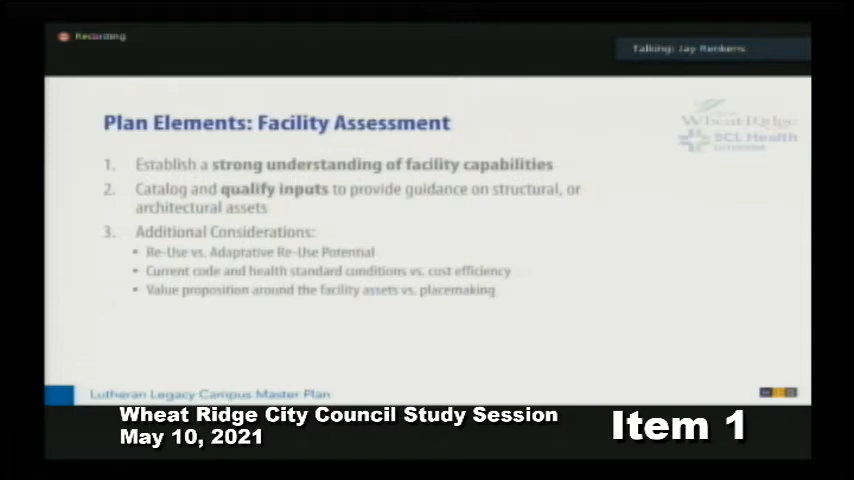 Recording
Talking: Jay Renkens
Plan Elements: Facility Assessment
Wheat Ridge
SCL Health
1. Establish a strong understanding of facility capabilities
2. Catalog and qualify inputs to provide guidance on structural, or
architectural assets
3. Additional Considerations:
• Re-Use vs. Adaptative Re-Use Potential
• Current code and health standard conditions vs. cost efficiency
• Value proposition around the facility assets vs. placemaking
Lutheran Legacy Campus Master Plan
Wheat Ridge City Council Study Session
May 10, 2021
Item 1